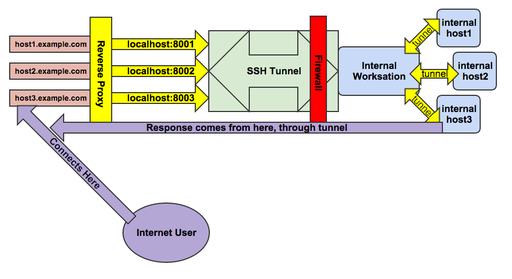 host1.example.com
host2.example.com
host3.example.com
Reverse Proxy
localhost:8001
localhost:8002
localhost:8003
SSH Tunnel
Firewall
Internal
Worksation
tunnel
tunnel
tunnel
internal
host1
internal
host2
internal
host3
Response comes from here, through tunnel
Connects Here
Internet User